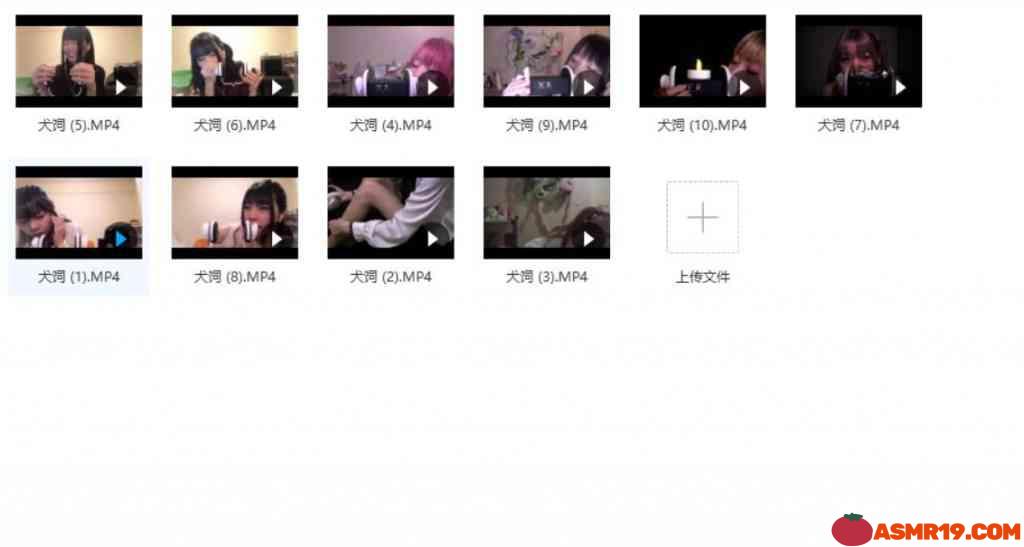 犬饲 (5).MP4
犬饲 (6).MP4
犬饲 (4).MP4
犬饲 (9).MP4
犬饲 (10).MP4
犬饲 (7).MP4
犬饲 (1).MP4
犬饲 (8).MP4
犬饲 (2).MP4
犬饲 (3).MP4
上传文件
ASMR19.COM